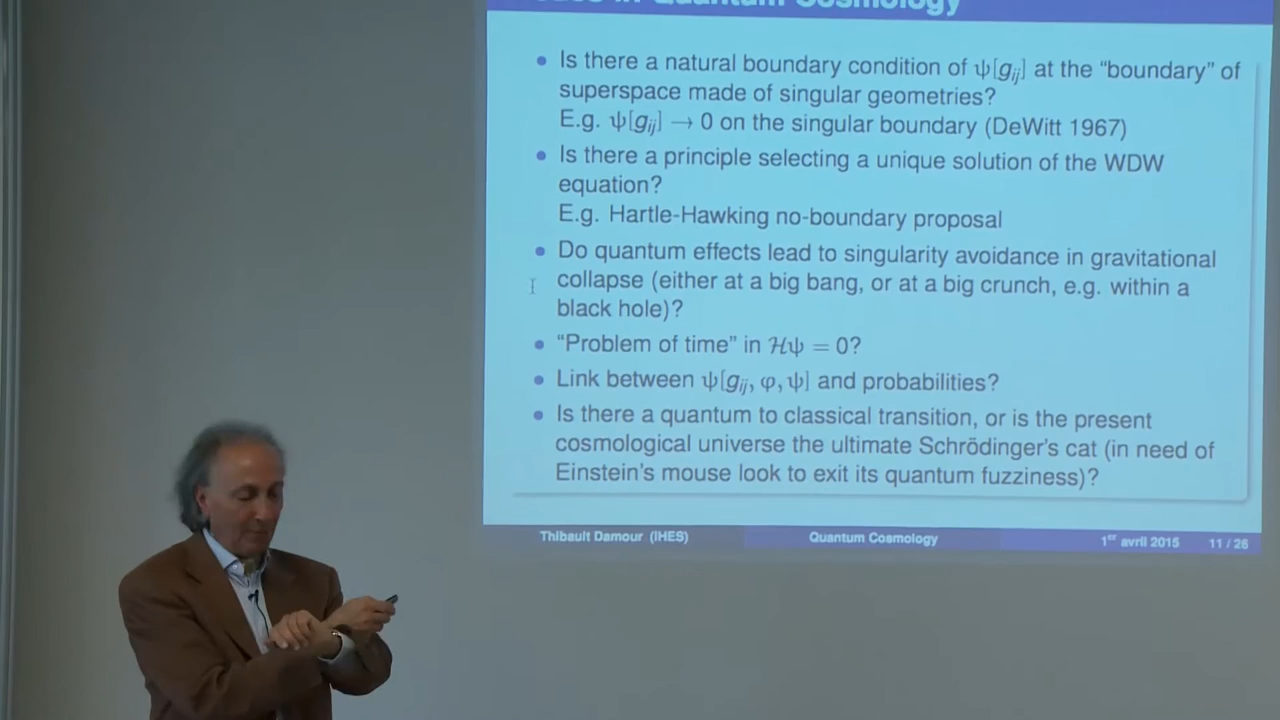 in Quantum Cosmology
• Is there a natural boundary condition of ψ[gᵢⱼ] at the “boundary” of
superspace made of singular geometries?
E.g. ψ[gᵢⱼ] → 0 on the singular boundary (DeWitt 1967)
• Is there a principle selecting a unique solution of the WDW
equation?
E.g. Hartle-Hawking no-boundary proposal
• Do quantum effects lead to singularity avoidance in gravitational
collapse (either at a big bang, or at a big crunch, e.g. within a
black hole)?
• “Problem of time” in ℋψ = 0?
• Link between ψ[gᵢⱼ, φ, ψ] and probabilities?
• Is there a quantum to classical transition, or is the present
cosmological universe the ultimate Schrödinger's cat (in need of
Einstein's mouse look to exit its quantum fuzziness)?
Thibault Damour (IHES) Quantum Cosmology 1er avril 2015 11 / 26